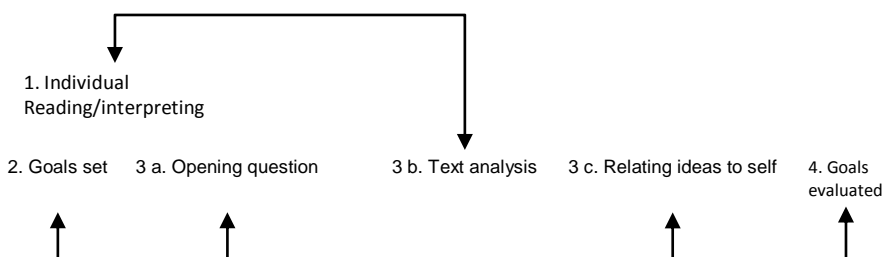 1. Individual
Reading/interpreting
2. Goals set
3 a. Opening question
3 b. Text analysis
3 c. Relating ideas to self
4. Goals
evaluated